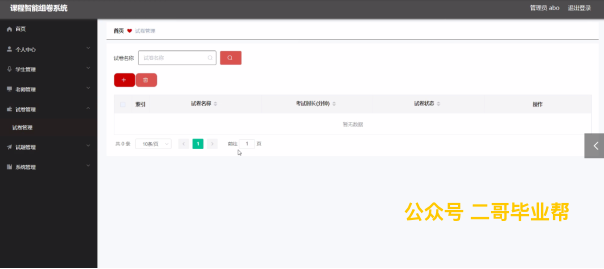 课程智能组卷系统
管理员 abo 退出登录
首页
首页 试卷管理
个人中心
试卷名称 试卷名称
学生管理
老师管理
索引 试卷名称 考试时长(分钟) 试卷状态 操作
试卷管理
试卷管理
暂无数据
共 0 条 10条/页 1 前往 1 页
试题管理
系统管理
公众号 二哥毕业帮